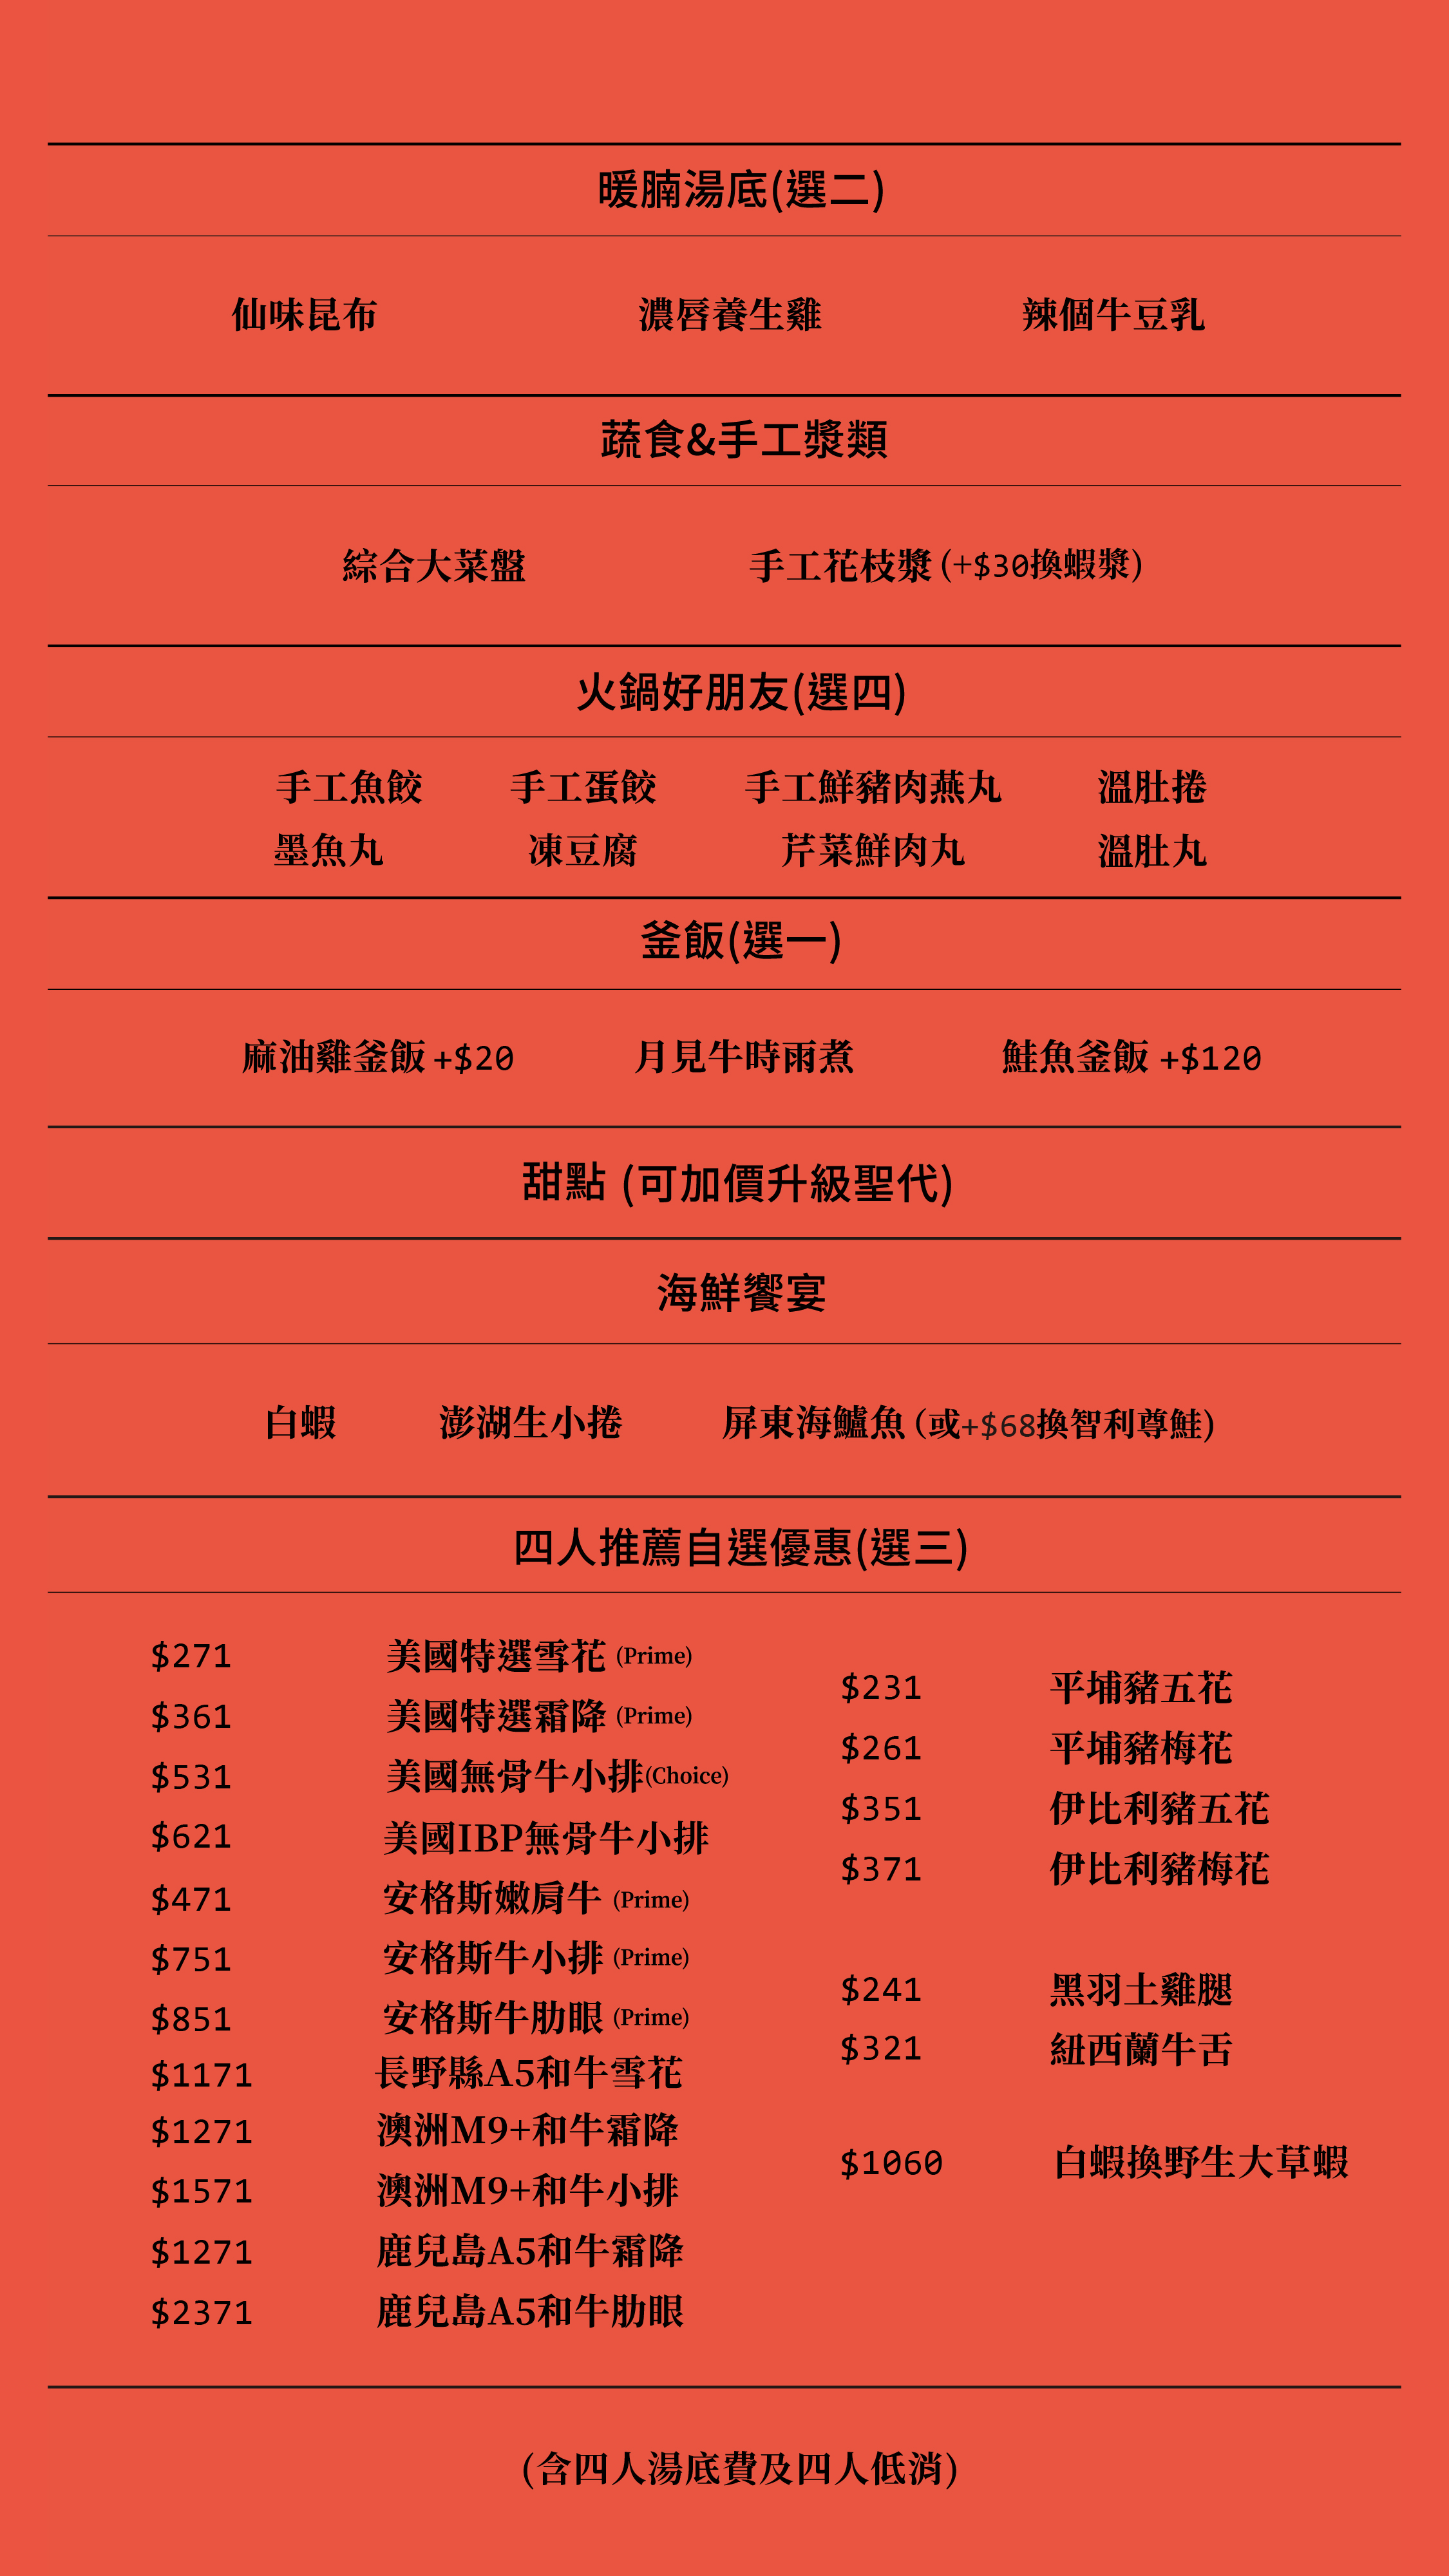 暖腩湯底(選二)
仙味昆布 濃唇養生雞 辣個牛豆乳
蔬食&手工漿類
綜合大菜盤 手工花枝漿 (+$30換蝦漿)
火鍋好朋友(選四)
手工魚餃 手工蛋餃 手工鮮豬肉燕丸 溫肚捲
墨魚丸 凍豆腐 芹菜鮮肉丸 溫肚丸
釜飯(選一)
麻油雞釜飯 +$20 月見牛時雨煮 鮭魚釜飯 +$120
甜點 (可加價升級聖代)
海鮮饗宴
白蝦 澎湖生小捲 屏東海鱸魚 (或+$68換智利尊鮭)
四人推薦自選優惠(選三)
$271 美國特選雪花 (Prime)
$361 美國特選霜降 (Prime)
$531 美國無骨牛小排(Choice)
$621 美國IBP無骨牛小排
$471 安格斯嫩肩牛 (Prime)
$751 安格斯牛小排 (Prime)
$851 安格斯牛肋眼 (Prime)
$1171 長野縣A5和牛雪花
$1271 澳洲M9+和牛霜降
$1571 澳洲M9+和牛小排
$1271 鹿兒島A5和牛霜降
$2371 鹿兒島A5和牛肋眼
$231 平埔豬五花
$261 平埔豬梅花
$351 伊比利豬五花
$371 伊比利豬梅花
$241 黑羽土雞腿
$321 紐西蘭牛舌
$1060 白蝦換野生大草蝦
(含四人湯底費及四人低消)